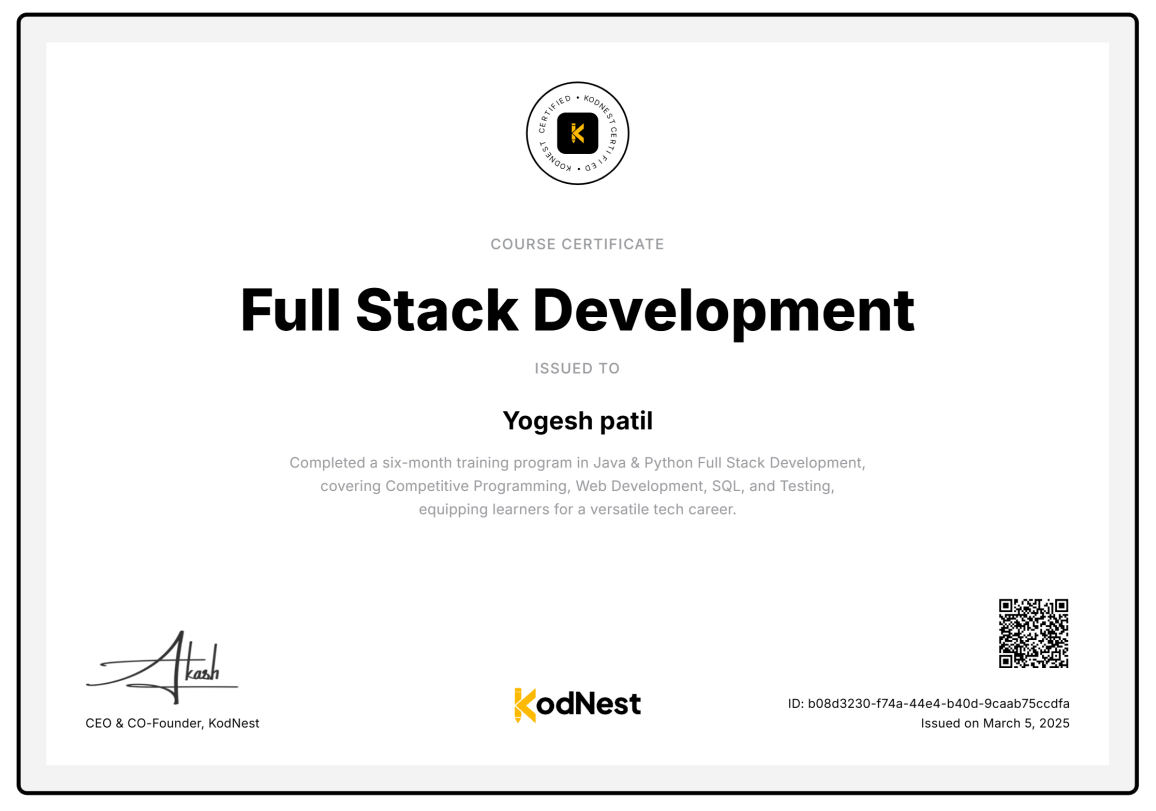 KODNEST CERTIFIED • KODNEST CERTIFIED •
COURSE CERTIFICATE
Full Stack Development
ISSUED TO
Yogesh patil
Completed a six-month training program in Java & Python Full Stack Development,
covering Competitive Programming, Web Development, SQL, and Testing,
equipping learners for a versatile tech career.
Akash
CEO & CO-Founder, KodNest
KodNest
ID: b08d3230-f74a-44e4-b40d-9caab75ccdfa
Issued on March 5, 2025